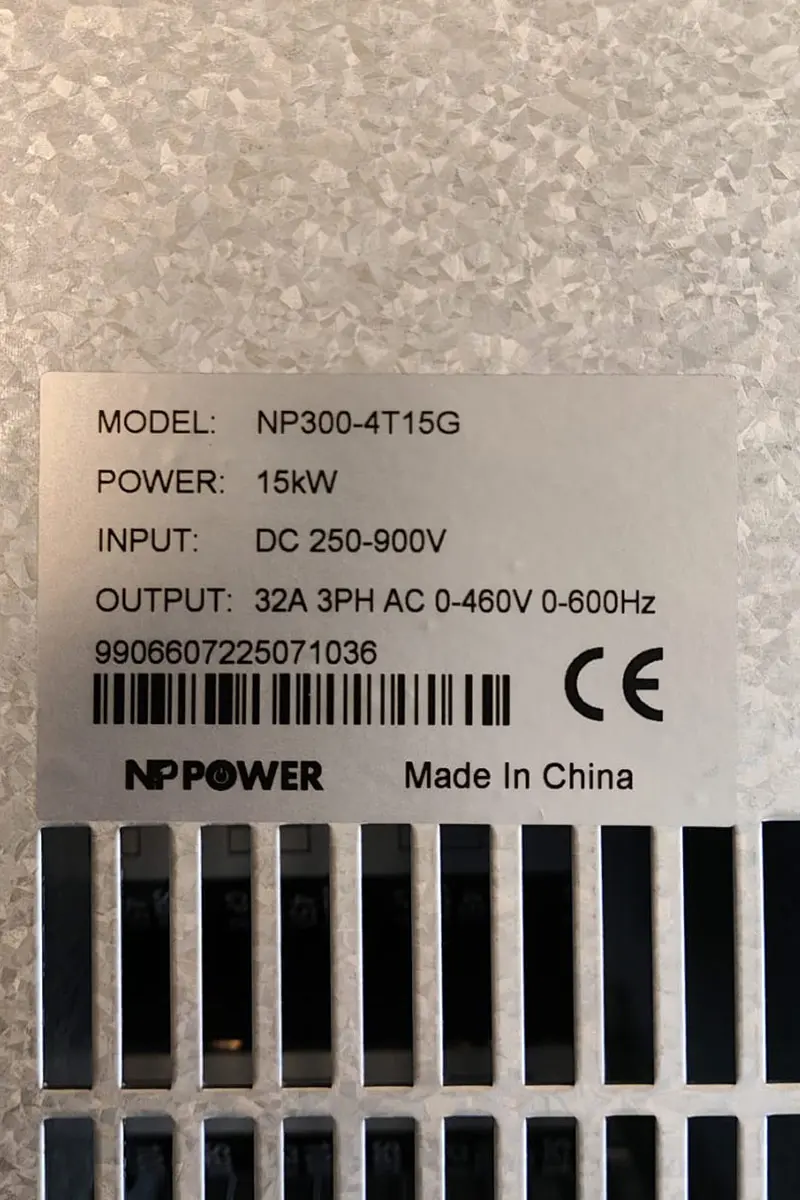 MODEL: NP300-4T15G
POWER: 15kW
INPUT: DC 250-900V
OUTPUT: 32A 3PH AC 0-460V 0-600Hz
9906607225071036
CE
NPPOWER Made In China